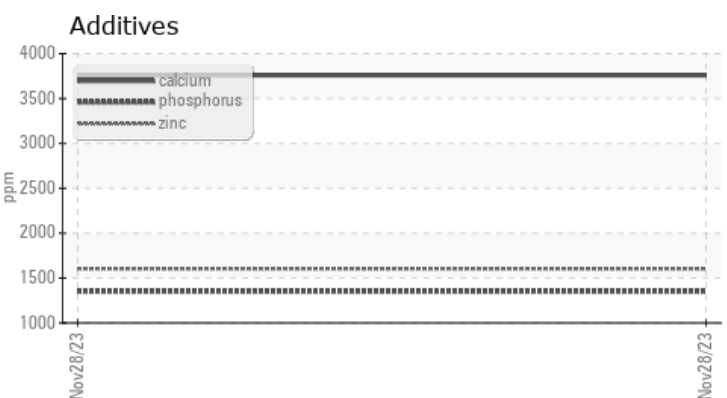 Additives
4000
3500
3000
2500
2000
1500
1000
ppm
calcium
phosphorus
zinc
Nov28/23
Nov28/23